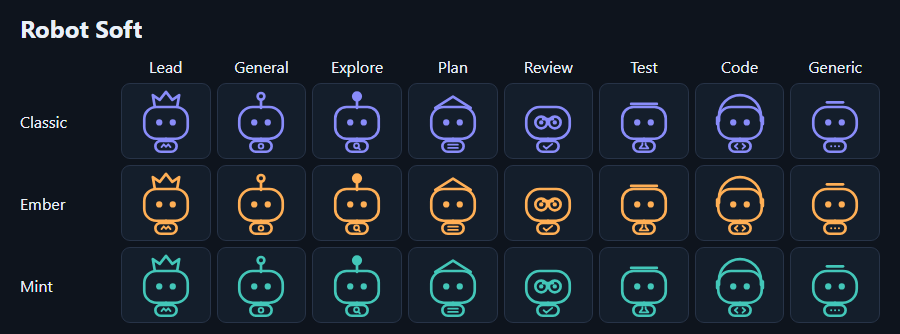 Robot Soft
Lead General Explore Plan Review Test Code Generic
Classic
Ember
Mint